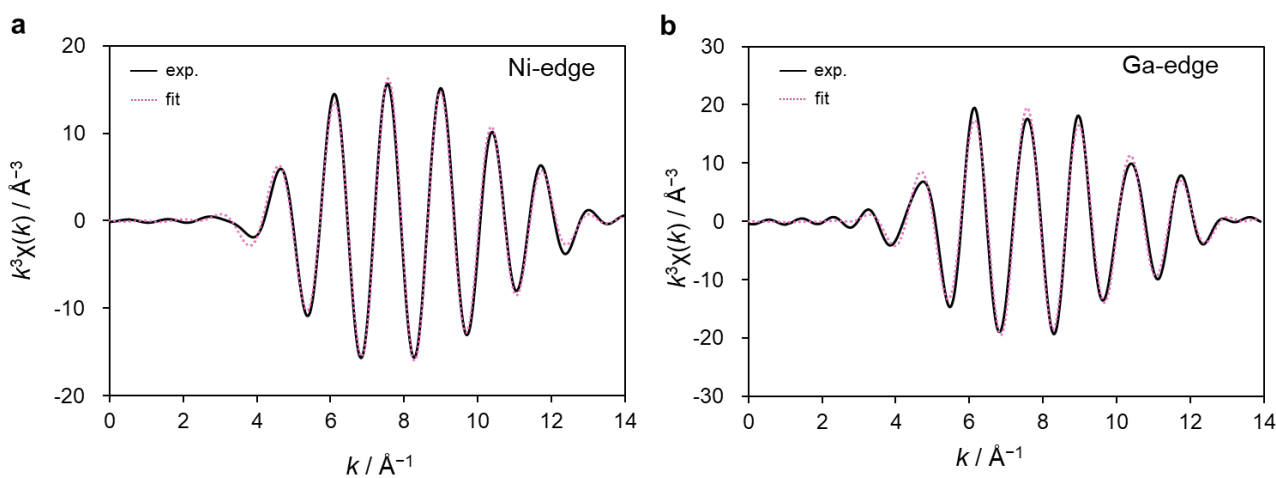 a
Ni-edge
exp.
fit
20
10
0
-10
-20
k³χ(k) / Å⁻³
0 2 4 6 8 10 12 14
k / Å⁻¹
b
Ga-edge
exp.
fit
30
20
10
0
-10
-20
-30
k³χ(k) / Å⁻³
0 2 4 6 8 10 12 14
k / Å⁻¹